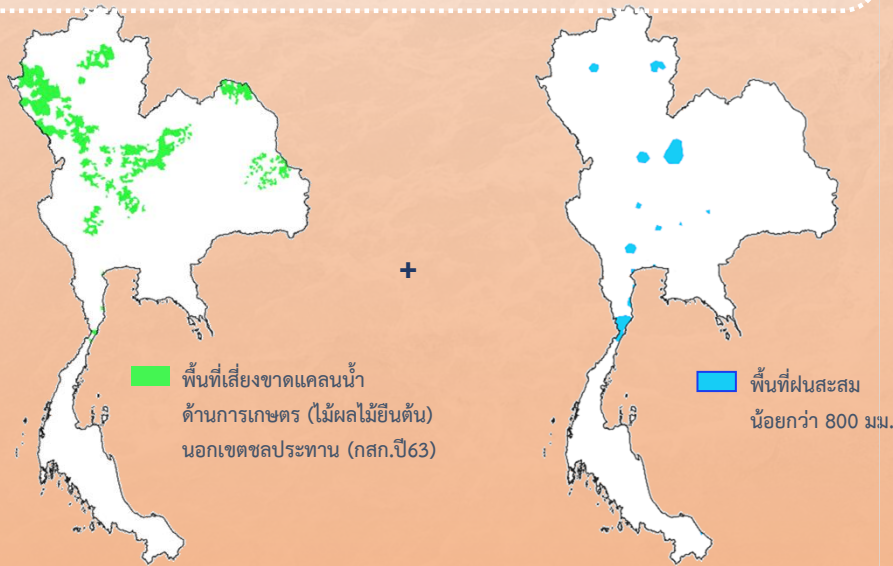 +
พื้นที่เสี่ยงขาดแคลนน้ำ
ด้านการเกษตร (ไม้ผลไม้ยืนต้น)
นอกเขตชลประทาน (กสก.ปี63)
พื้นที่ฝนสะสม
น้อยกว่า 800 มม.